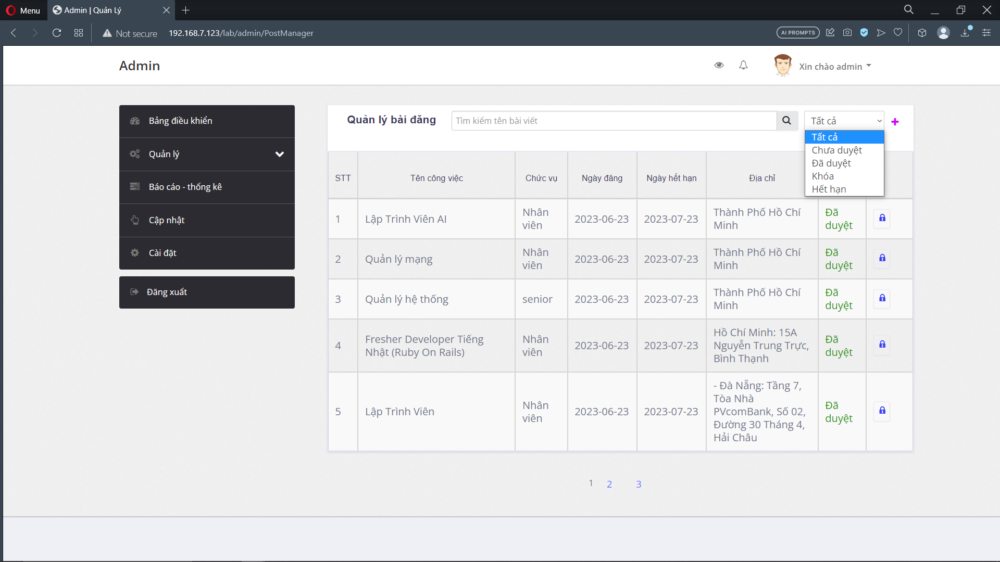 Menu
Admin | Quản Lý
Not secure
192.168.7.123/lab/admin/PostManager
AI PROMPTS
Admin
Xin chào admin
Bảng điều khiển
Quản lý
Báo cáo - thống kê
Cập nhật
Cài đặt
Đăng xuất
Quản lý bài đăng
Tìm kiếm tên bài viết
Tất cả
Tất cả
Chưa duyệt
Đã duyệt
Khóa
Hết hạn
STT Tên công việc Chức vụ Ngày đăng Ngày hết hạn Địa chỉ
1 Lập Trình Viên AI Nhân viên 2023-06-23 2023-07-23 Thành Phố Hồ Chí Minh Đã duyệt
2 Quản lý mạng Nhân viên 2023-06-23 2023-07-23 Thành Phố Hồ Chí Minh Đã duyệt
3 Quản lý hệ thống senior 2023-06-23 2023-07-23 Thành Phố Hồ Chí Minh Đã duyệt
4 Fresher Developer Tiếng Nhật (Ruby On Rails) Nhân viên 2023-06-23 2023-07-23 Hồ Chí Minh: 15A Nguyễn Trung Trực, Bình Thạnh Đã duyệt
5 Lập Trình Viên Nhân viên 2023-06-23 2023-07-23 - Đà Nẵng: Tầng 7, Tòa Nhà PVcomBank, Số 02, Đường 30 Tháng 4, Hải Châu Đã duyệt
1 2 3